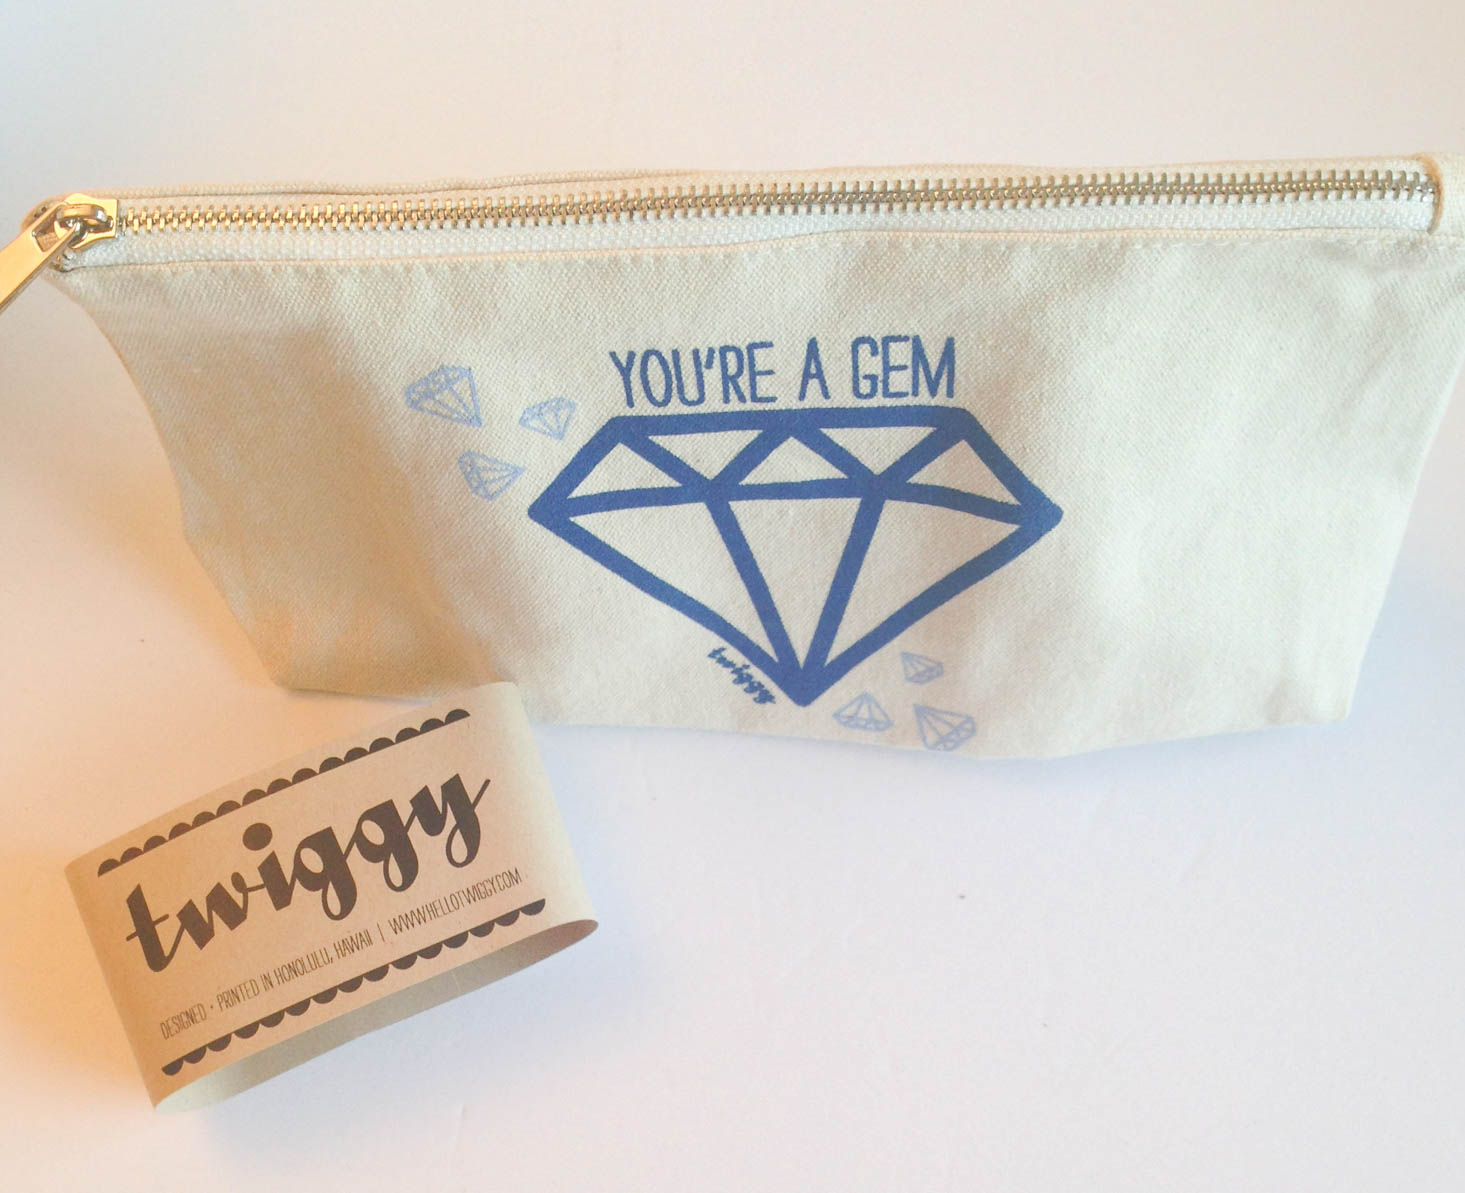 YOU'RE A GEM
twiggy
twiggy
DESIGNED • PRINTED IN HONOLULU, HAWAII | WWW.HELLOTWIGGY.COM